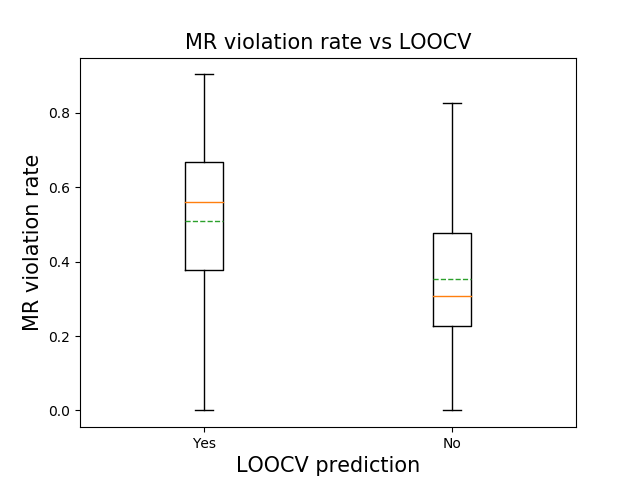 MR violation rate vs LOOCV
MR violation rate
0.8
0.6
0.4
0.2
0.0
Yes
No
LOOCV prediction